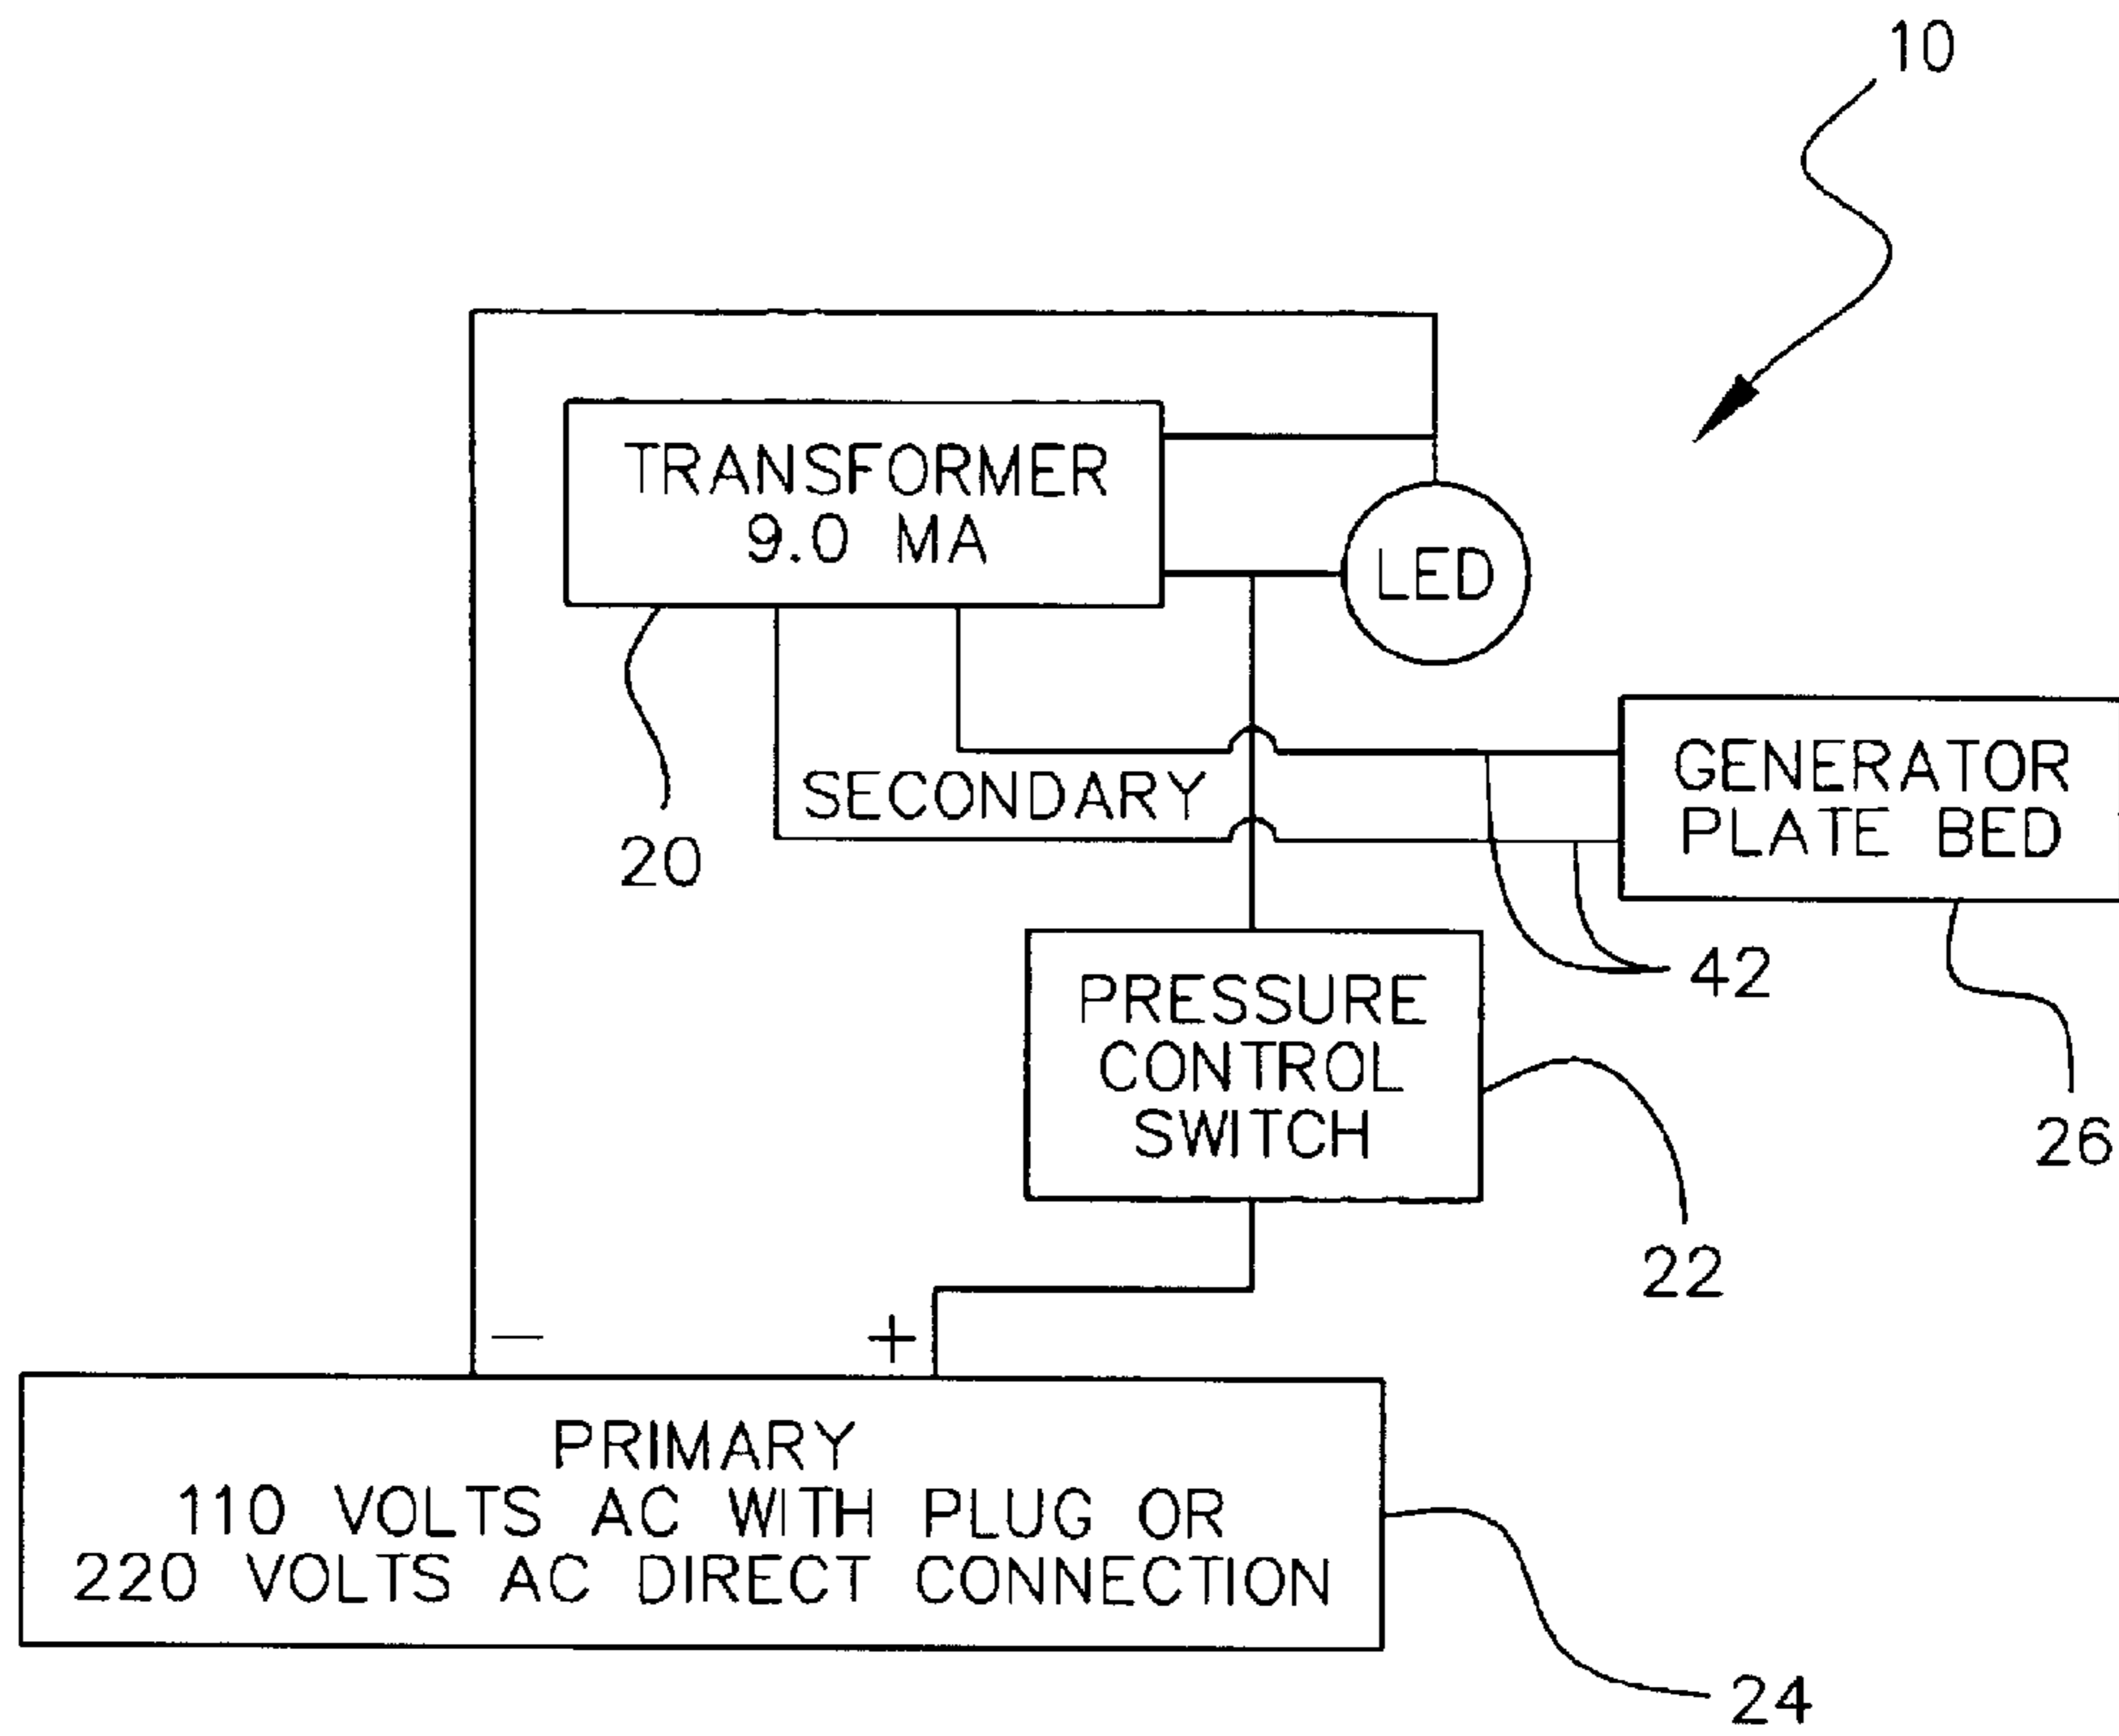 10
TRANSFORMER
9.0 MA
LED
SECONDARY
GENERATOR
PLATE BED
20
42
PRESSURE
CONTROL
SWITCH
26
22
— +
PRIMARY
110 VOLTS AC WITH PLUG OR
220 VOLTS AC DIRECT CONNECTION
24